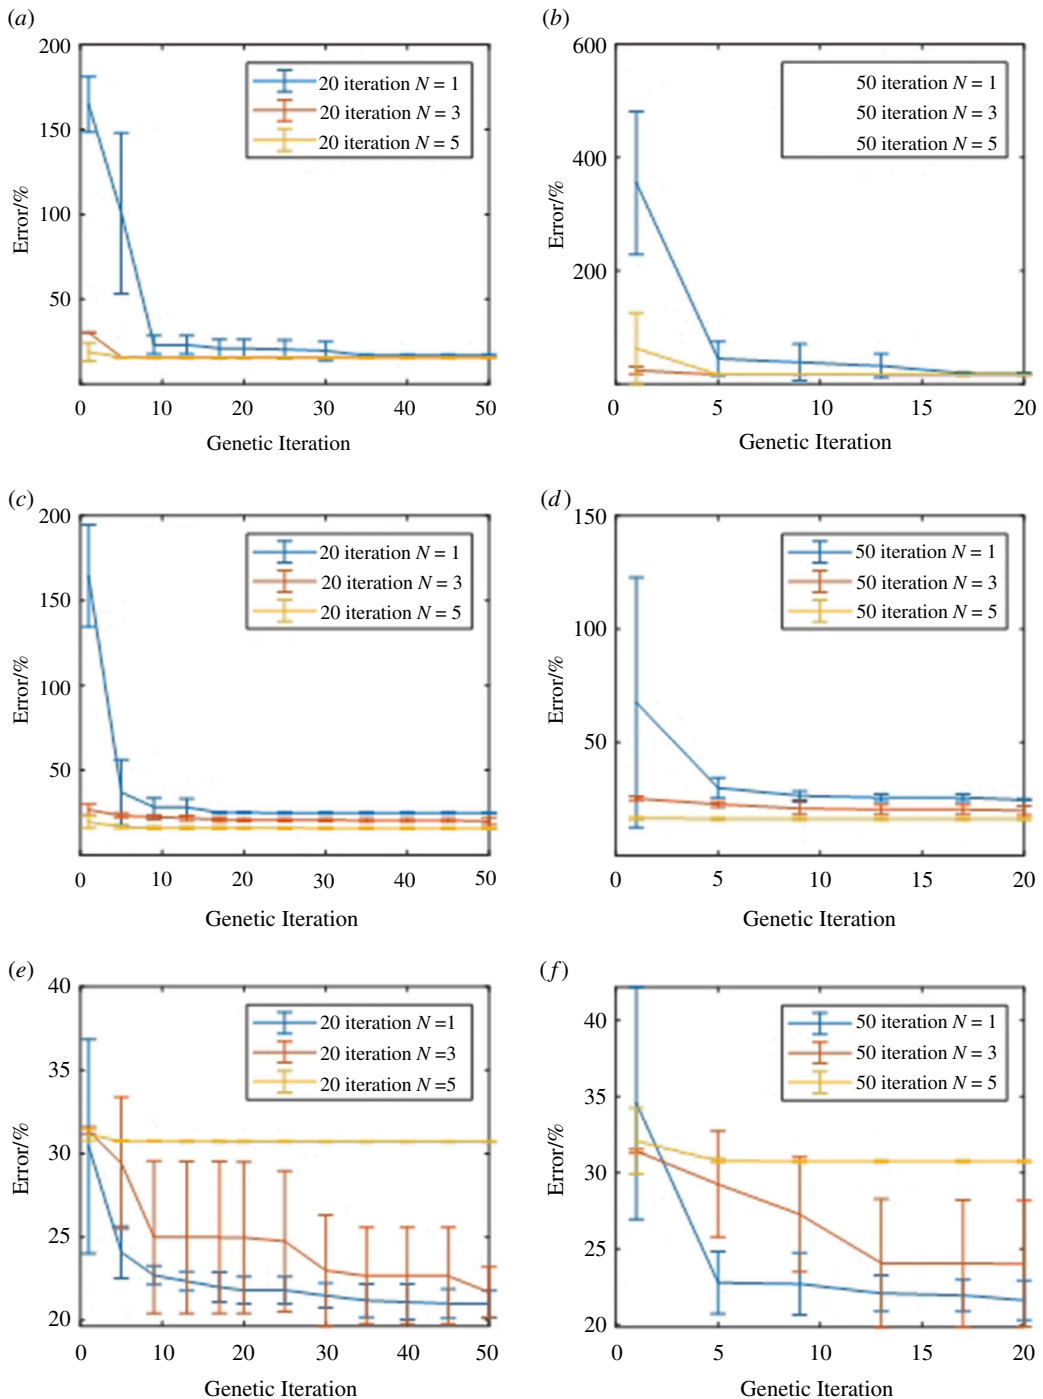 (a)
200
150
100
50
Error/%
20 iteration N = 1
20 iteration N = 3
20 iteration N = 5
0 10 20 30 40 50
Genetic Iteration
(b)
600
400
200
Error/%
50 iteration N = 1
50 iteration N = 3
50 iteration N = 5
0 5 10 15 20
Genetic Iteration
(c)
200
150
100
50
Error/%
20 iteration N = 1
20 iteration N = 3
20 iteration N = 5
0 10 20 30 40 50
Genetic Iteration
(d)
150
100
50
Error/%
50 iteration N = 1
50 iteration N = 3
50 iteration N = 5
0 5 10 15 20
Genetic Iteration
(e)
40
35
30
25
20
Error/%
20 iteration N =1
20 iteration N =3
20 iteration N =5
0 10 20 30 40 50
Genetic Iteration
(f)
40
35
30
25
20
Error/%
50 iteration N = 1
50 iteration N = 3
50 iteration N = 5
0 5 10 15 20
Genetic Iteration